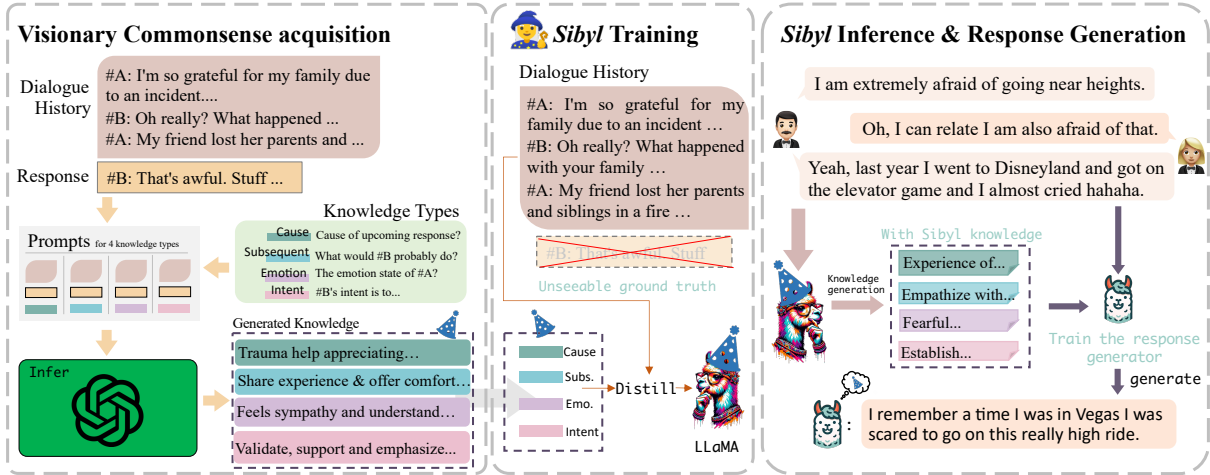 Visionary Commonsense acquisition
Dialogue
History
#A: I'm so grateful for my family due
to an incident....
#B: Oh really? What happened ...
#A: My friend lost her parents and ...
Response
#B: That's awful. Stuff ...
Knowledge Types
Cause
Cause of upcoming response?
Subsequent
What would #B probably do?
Emotion
The emotion state of #A?
Intent
#B's intent is to...
Prompts for 4 knowledge types
Infer
Generated Knowledge
Trauma help appreciating…
Share experience & offer comfort…
Feels sympathy and understand…
Validate, support and emphasize...
Sibyl Training
Dialogue History
#A: I'm so grateful for my
family due to an incident …
#B: Oh really? What happened
with your family …
#A: My friend lost her parents
and siblings in a fire …
#B: That's awful. Stuff
Unseeable ground truth
Cause
Subs.
Emo.
Intent
Distill
LLaMA
Sibyl Inference & Response Generation
I am extremely afraid of going near heights.
Oh, I can relate I am also afraid of that.
Yeah, last year I went to Disneyland and got on
the elevator game and I almost cried hahaha.
With Sibyl knowledge
Knowledge
generation
Experience of...
Empathize with...
Fearful...
Establish...
Train the response
generator
generate
:
I remember a time I was in Vegas I was
scared to go on this really high ride.